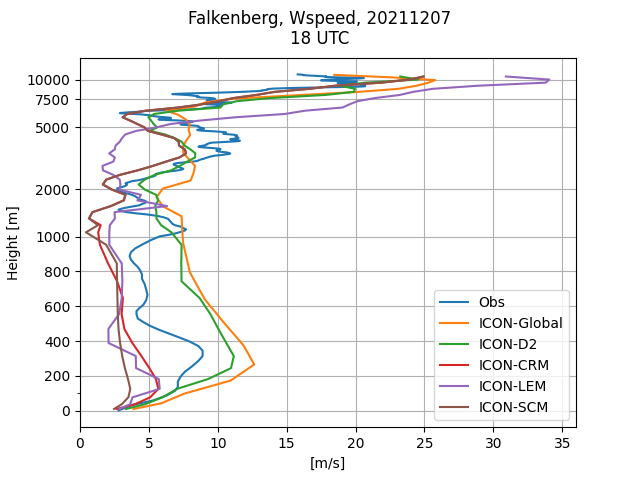 Falkenberg, Wspeed, 20211207
18 UTC
10000
7500
5000
2000
1000
800
600
400
200
0
Height [m]
Obs
ICON-Global
ICON-D2
ICON-CRM
ICON-LEM
ICON-SCM
0 5 10 15 20 25 30 35
[m/s]